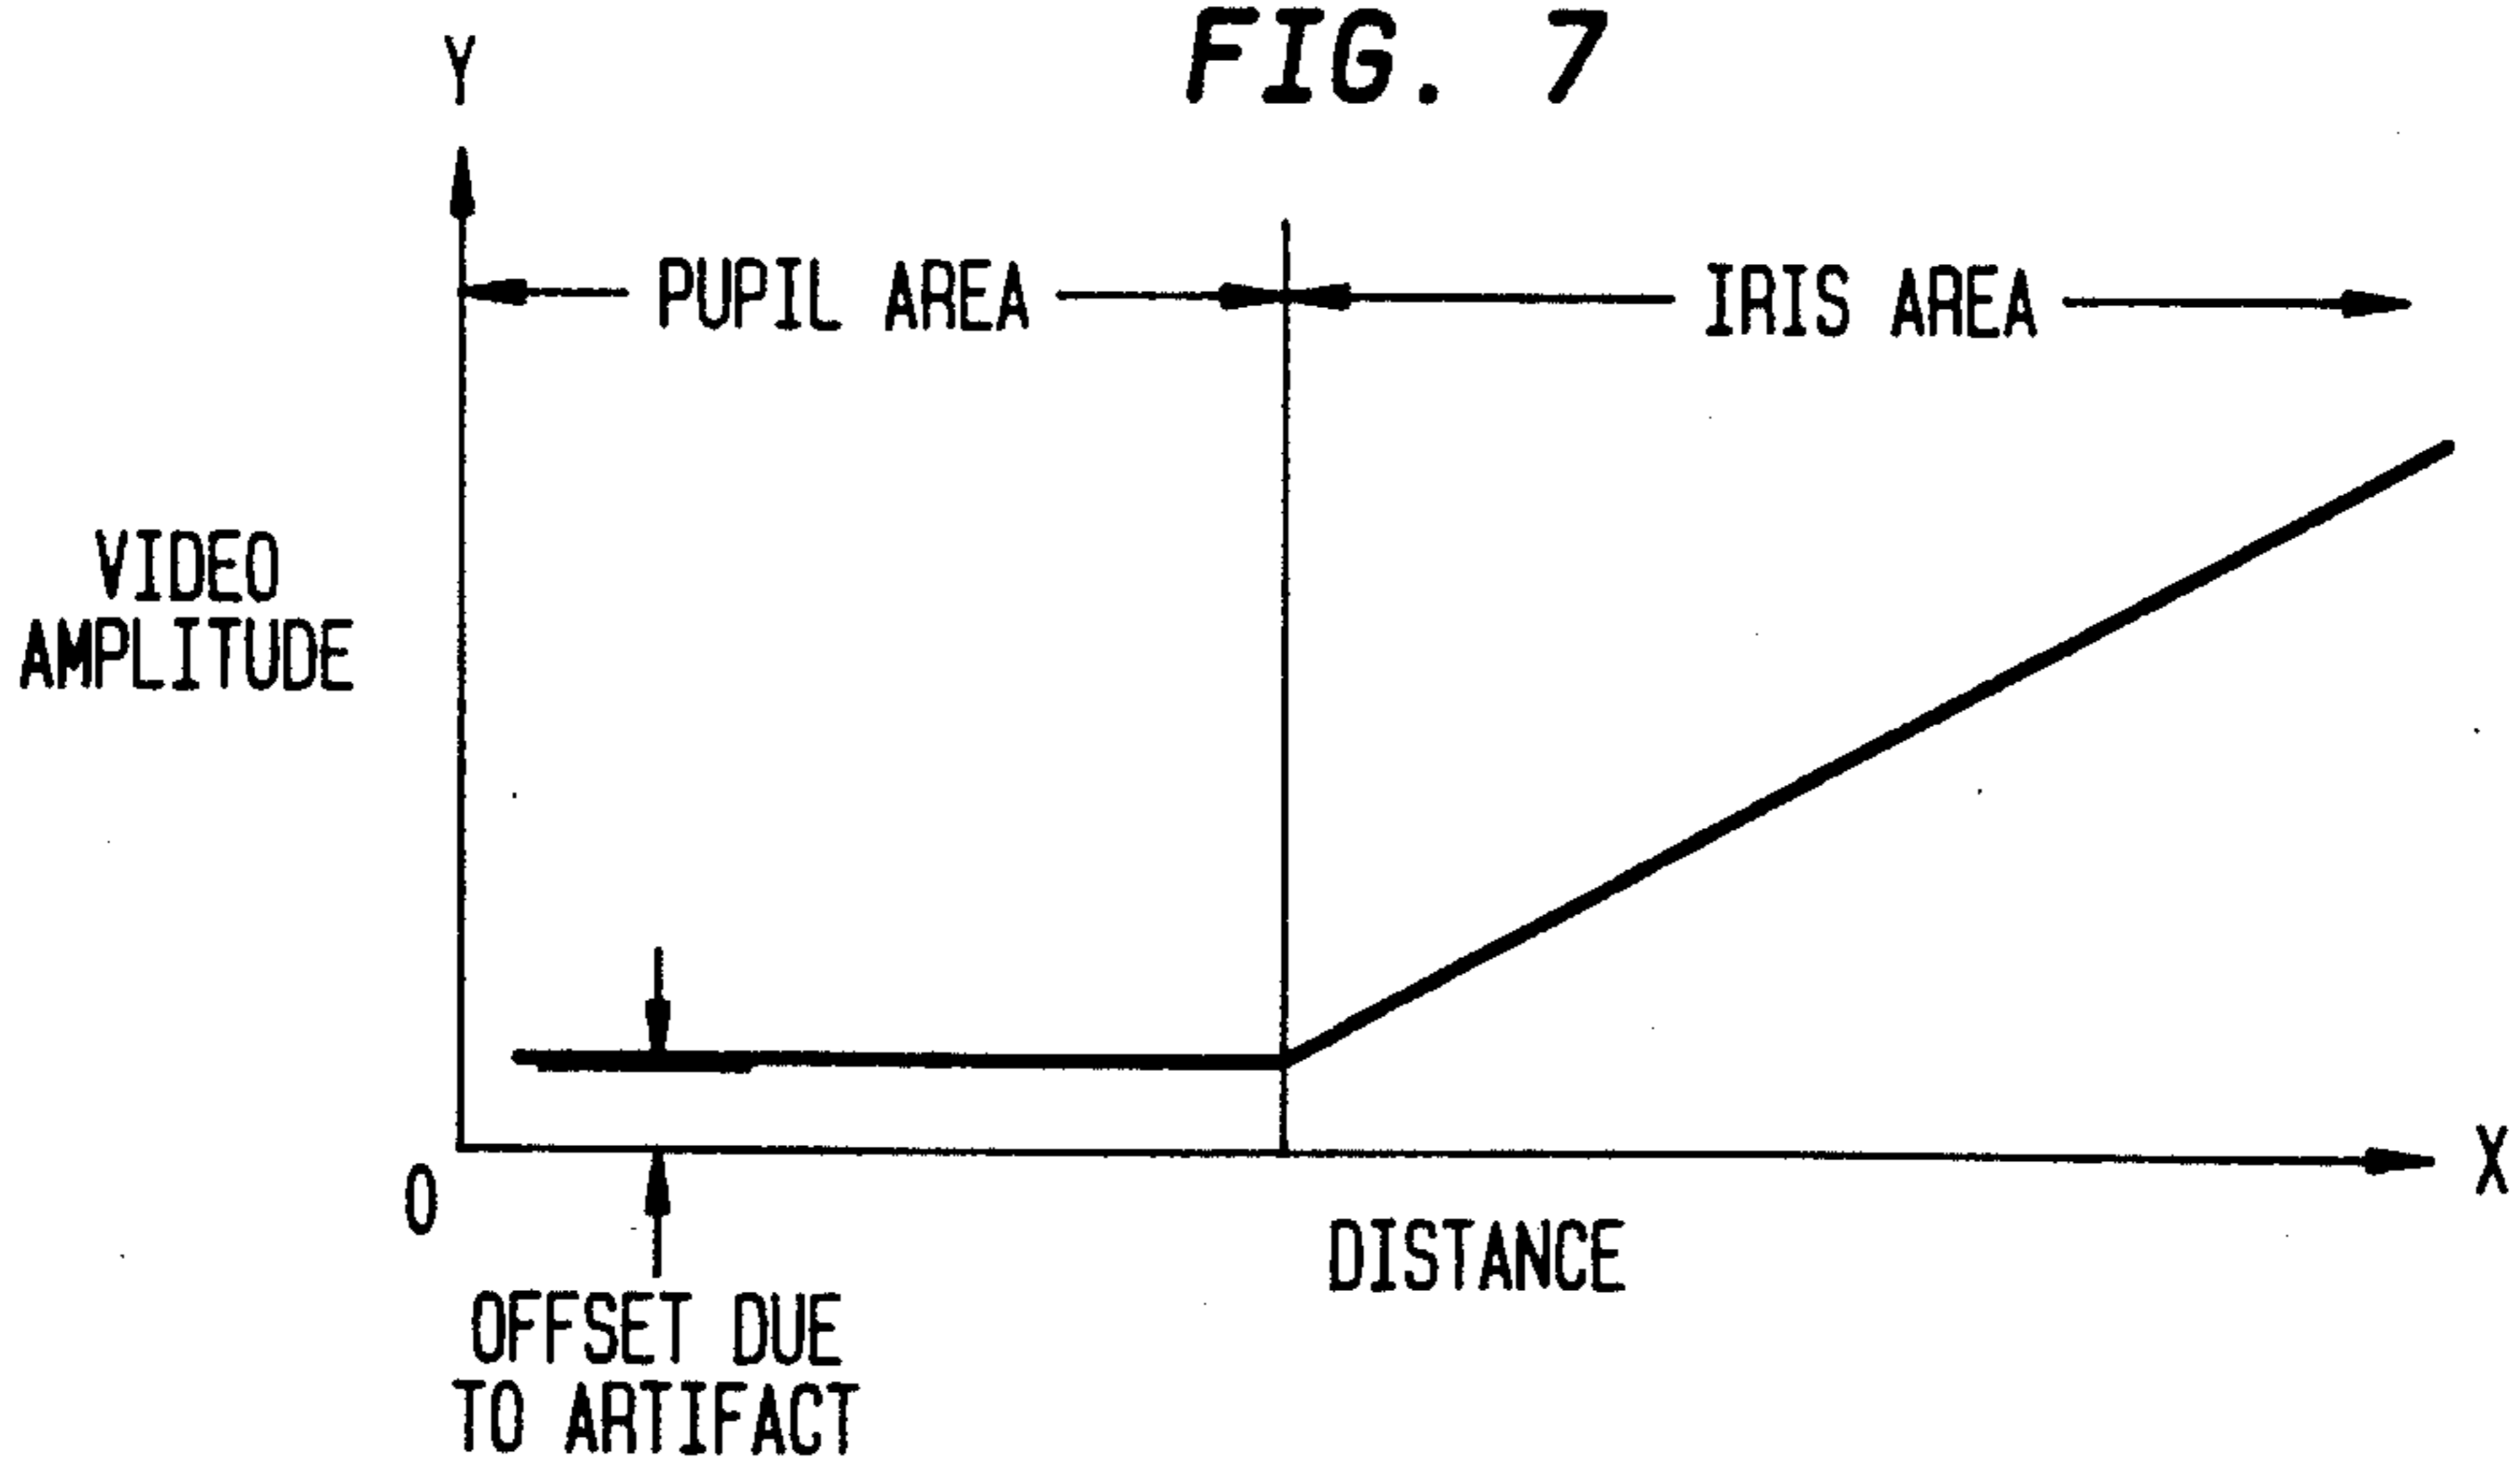 FIG. 7
Y
PUPIL AREA
IRIS AREA
VIDEO
AMPLITUDE
X
0
DISTANCE
OFFSET DUE
TO ARTIFACT